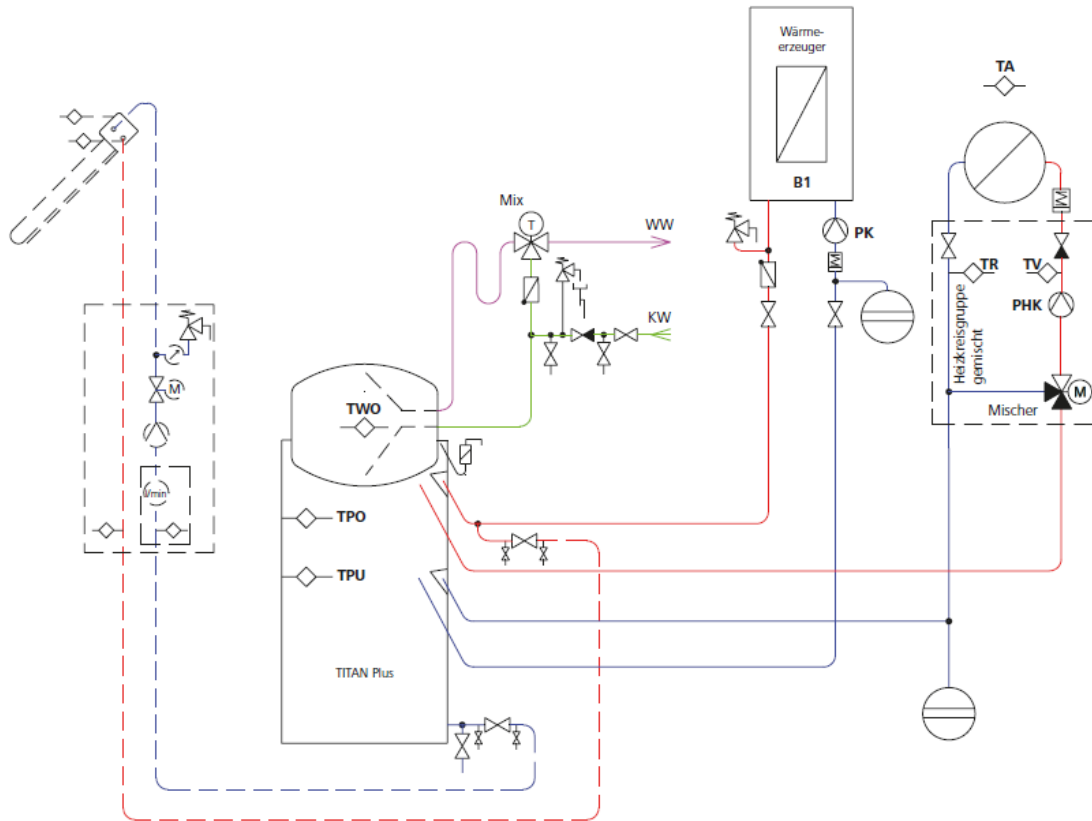 Wärme-
erzeuger
B1
TA
Mix
T
WW
PK
TR
TV
KW
PHK
Heizkreisgruppe
gemischt
M
M
Mischer
TWO
l/min
TPO
TPU
TITAN Plus